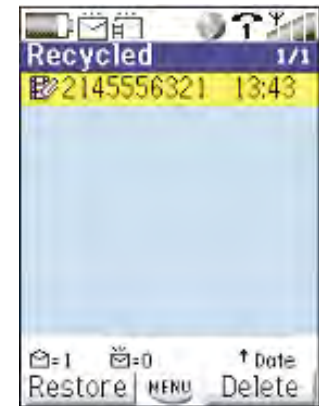 Recycled 1/1
2145556321 13:43
=1 =0 ↑ Date
Restore MENU Delete